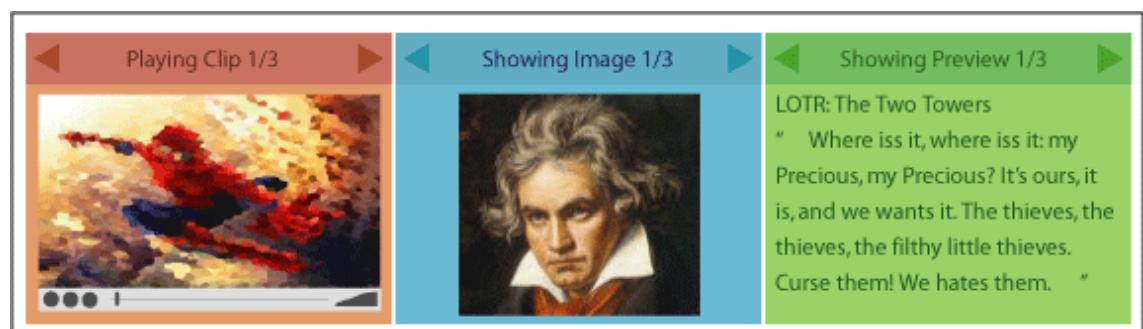 Playing Clip 1/3
Showing Image 1/3
Showing Preview 1/3
LOTR: The Two Towers
“ Where iss it, where iss it: my
Precious, my Precious? It’s ours, it
is, and we wants it. The thieves, the
thieves, the filthy little thieves.
Curse them! We hates them. ”